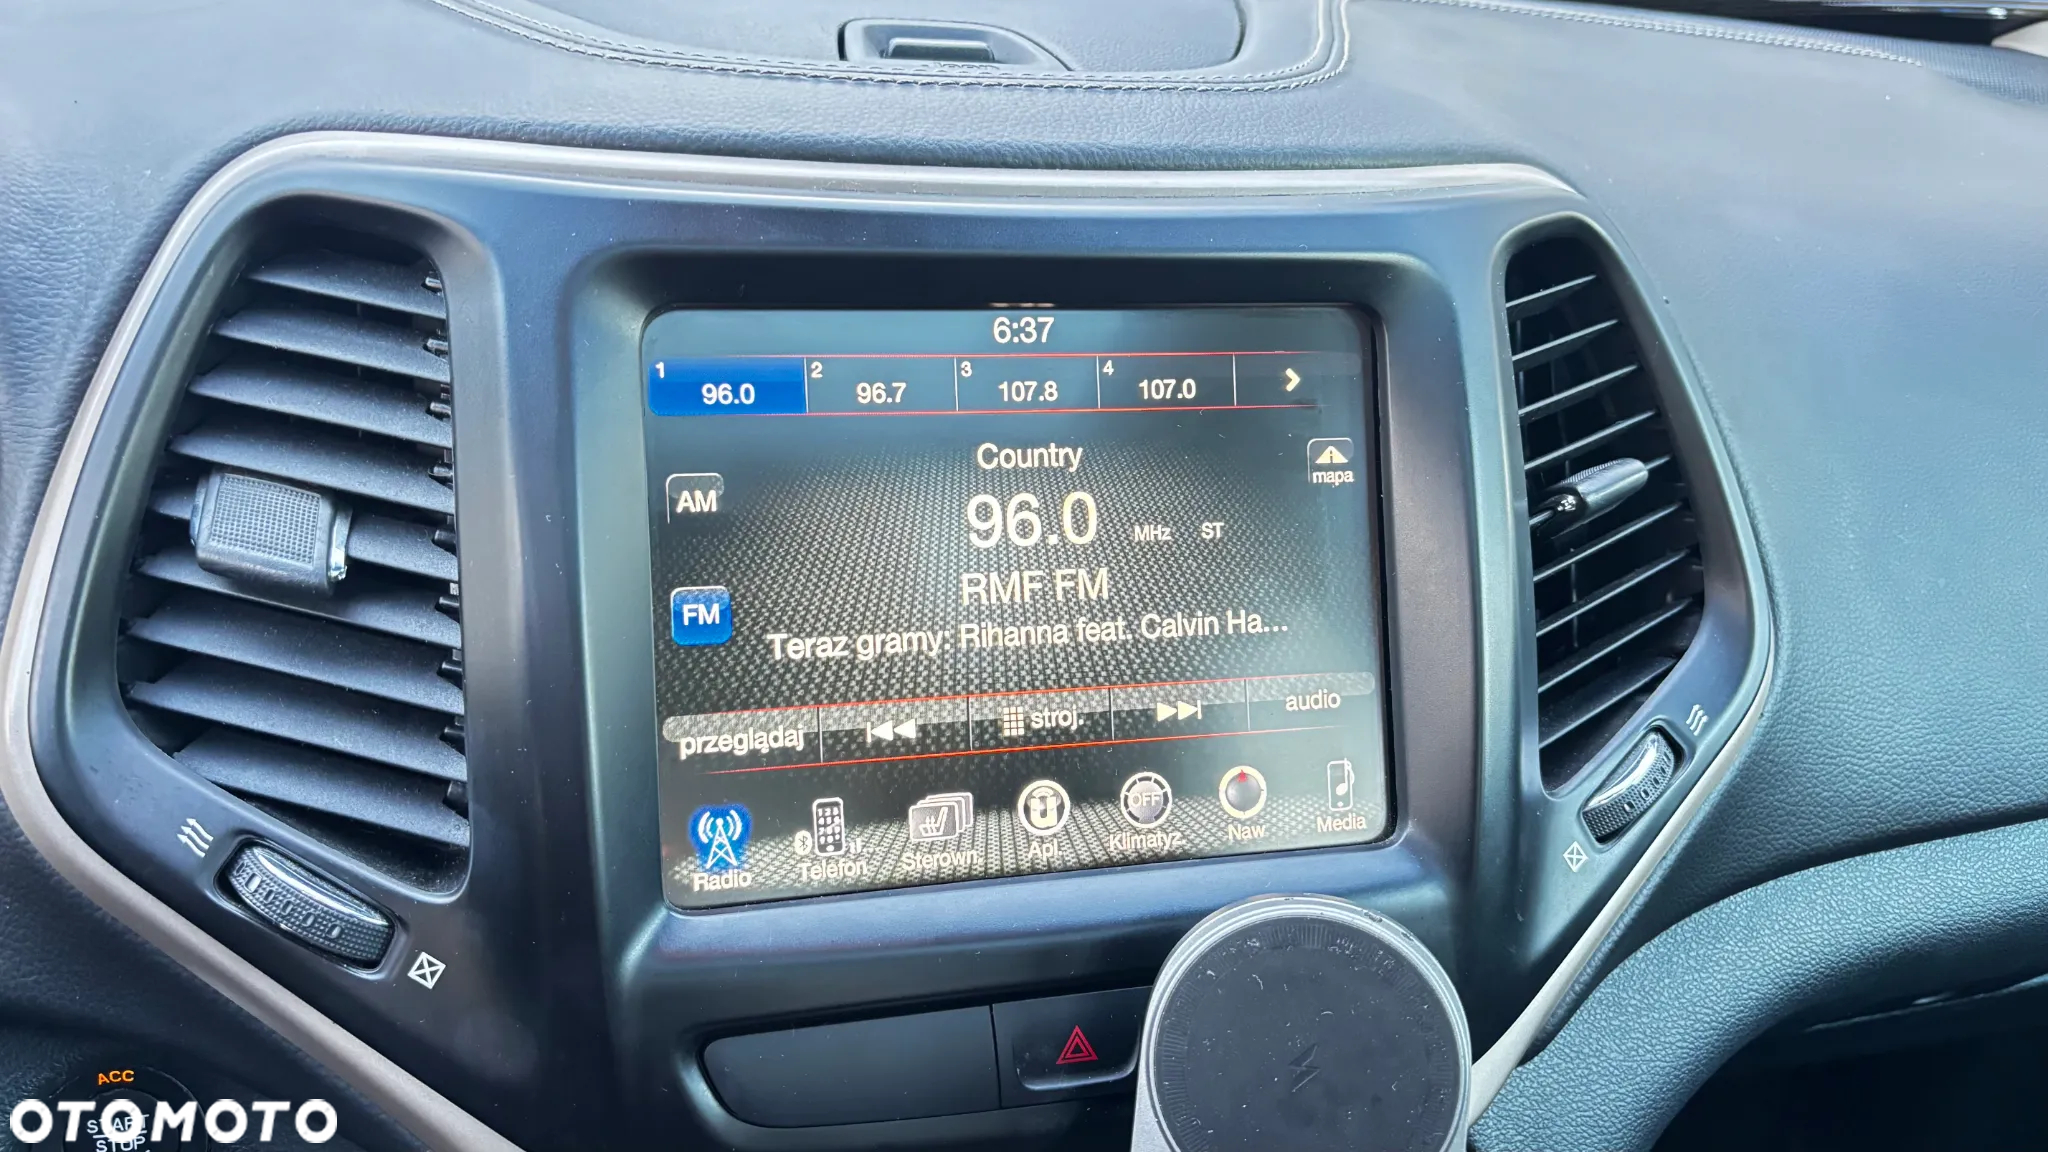 6:37
1 96.0 2 96.7 3 107.8 4 107.0
Country
mapa
AM
96.0 MHz ST
RMF FM
FM
Teraz gramy: Rihanna feat. Calvin Ha...
przeglądaj stroj. audio
Radio Telefon Sterown. Apl. OFF Klimatyz. Naw. Media
ACC
START
STOP
OTOMOTO